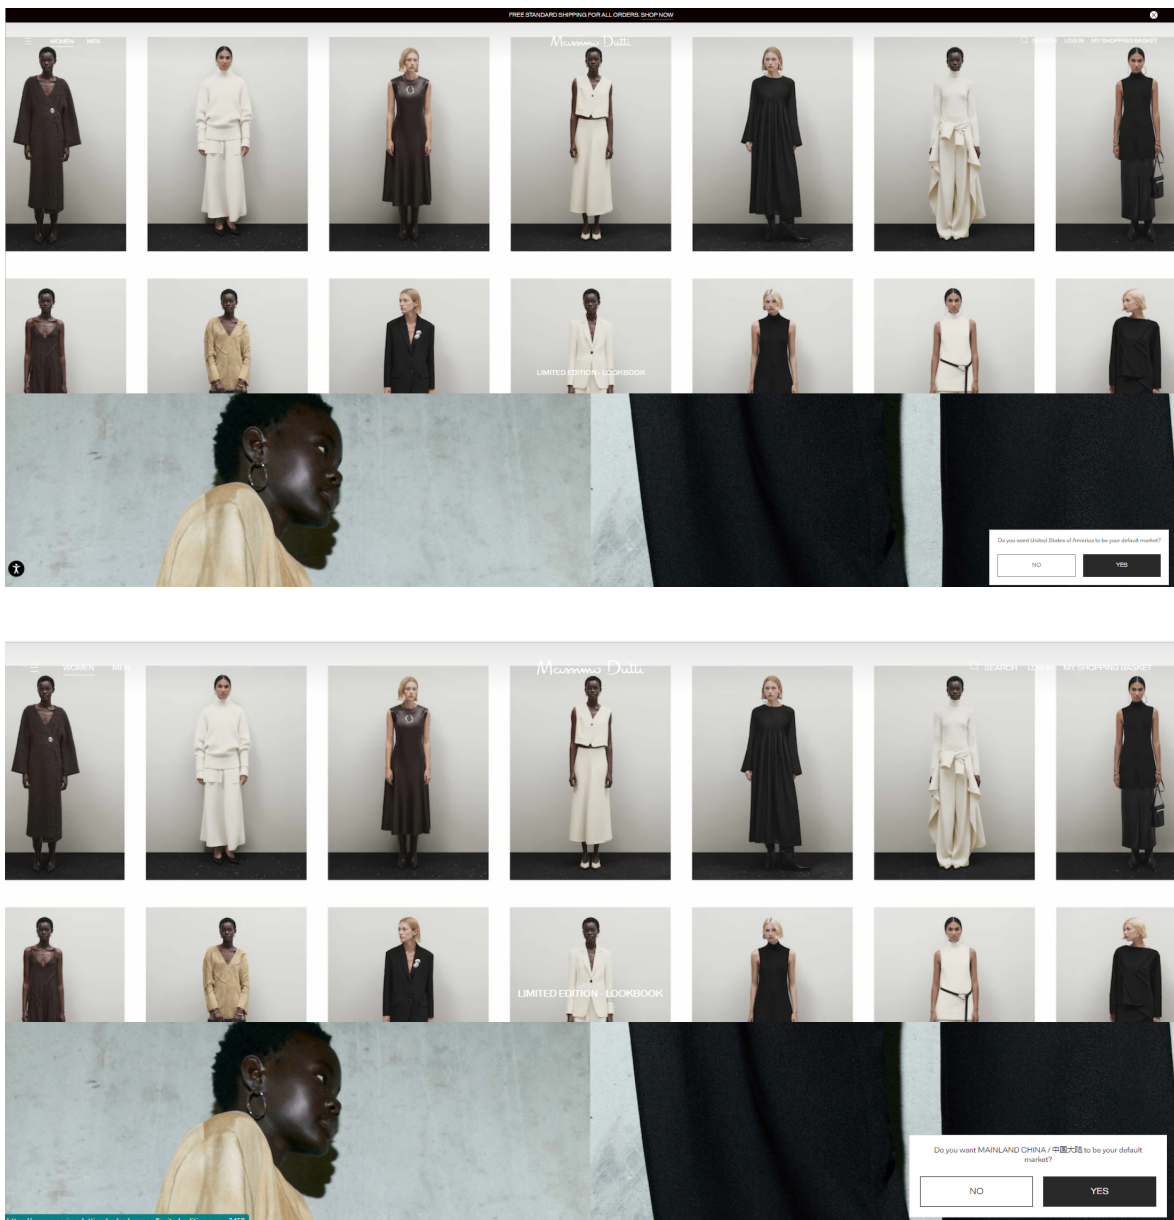 FREE STANDARD SHIPPING FOR ALL ORDERS. SHOP NOW
WOMEN MEN
Massimo Dutti
SEARCH LOG IN MY SHOPPING BASKET
LIMITED EDITION - LOOKBOOK
Do you want United States of America to be your default market?
NO YES
WOMEN MEN
Massimo Dutti
SEARCH LOG IN MY SHOPPING BASKET
LIMITED EDITION - LOOKBOOK
Do you want MAINLAND CHINA / 中国大陆 to be your default
market?
NO YES